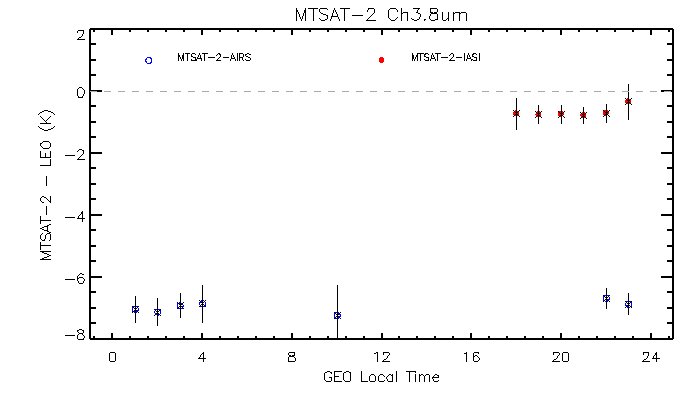 MTSAT-2 Ch3.8um
MTSAT-2-AIRS MTSAT-2-IASI
2
0
-2
-4
-6
-8
MTSAT-2 - LEO (K)
0 4 8 12 16 20 24
GEO Local Time